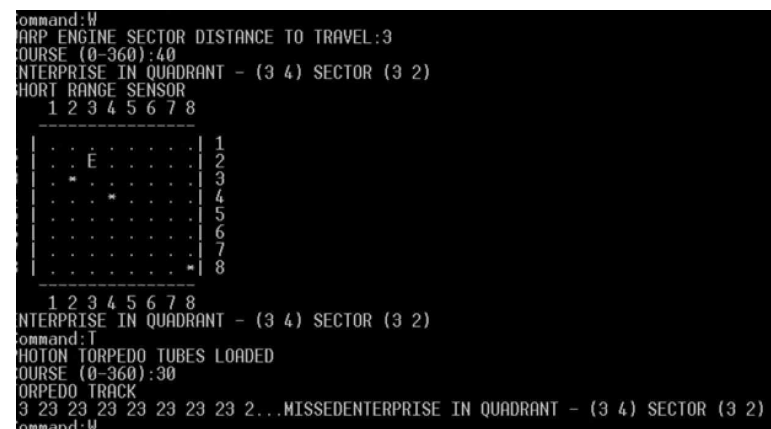 ommand:W
ARP ENGINE SECTOR DISTANCE TO TRAVEL:3
OURSE (0-360):40
NTERPRISE IN QUADRANT - (3 4) SECTOR (3 2)
HORT RANGE SENSOR
1 2 3 4 5 6 7 8
----------------
| . . . . . . . .| 1
| . . E . . . . .| 2
| . * . . . . . .| 3
| . . . * . . . .| 4
| . . . . . . . .| 5
| . . . . . . . .| 6
| . . . . . . . .| 7
| . . . . . . . *| 8
----------------
1 2 3 4 5 6 7 8
NTERPRISE IN QUADRANT - (3 4) SECTOR (3 2)
ommand:T
HOTON TORPEDO TUBES LOADED
OURSE (0-360):30
ORPEDO TRACK
3 23 23 23 23 23 23 23 2...MISSEDENTERPRISE IN QUADRANT - (3 4) SECTOR (3 2)
ommand:W